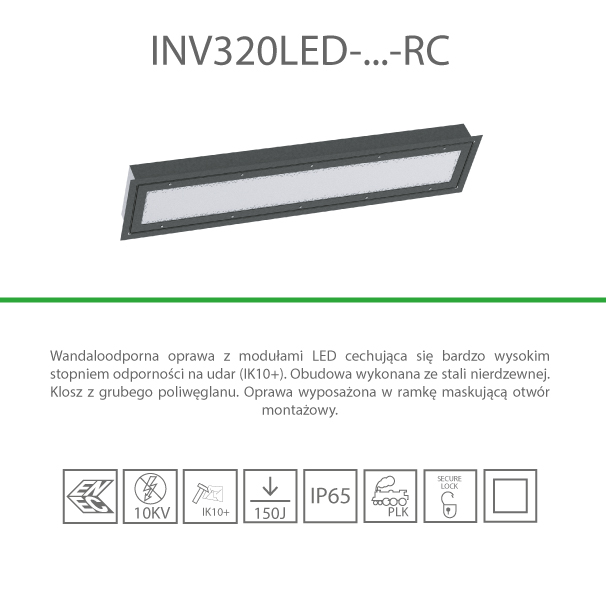 INV320LED-...-RC
Wandaloodporna oprawa z modułami LED cechująca się bardzo wysokim
stopniem odporności na udar (IK10+). Obudowa wykonana ze stali nierdzewnej.
Klosz z grubego poliwęglanu. Oprawa wyposażona w ramkę maskującą otwór
montażowy.
ENEC
10KV
IK10+
150J
IP65
PLK
SECURE
LOCK